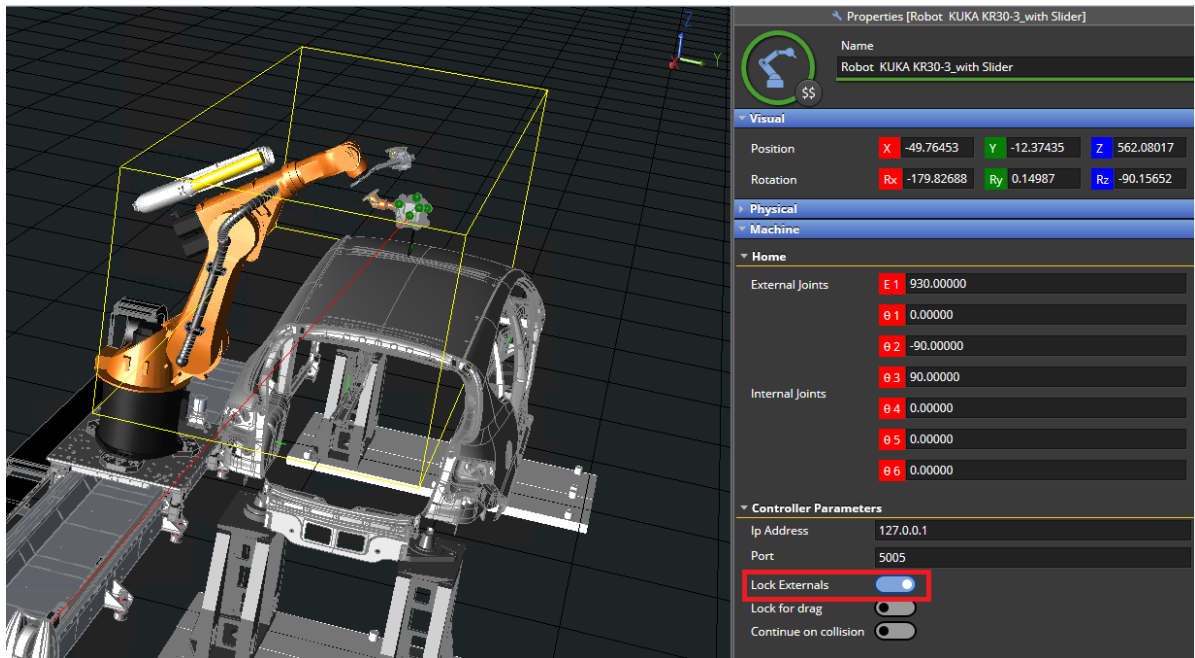 Z
X
Y
Properties [Robot KUKA KR30-3_with Slider]
$$
Name
Robot KUKA KR30-3_with Slider
Visual
Position X -49.76453 Y -12.37435 Z 562.08017
Rotation Rx -179.82688 Ry 0.14987 Rz -90.15652
Physical
Machine
Home
External Joints E 1 930.00000
θ 1 0.00000
θ 2 -90.00000
θ 3 90.00000
Internal Joints
θ 4 0.00000
θ 5 0.00000
θ 6 0.00000
Controller Parameters
Ip Address 127.0.0.1
Port 5005
Lock Externals
Lock for drag
Continue on collision